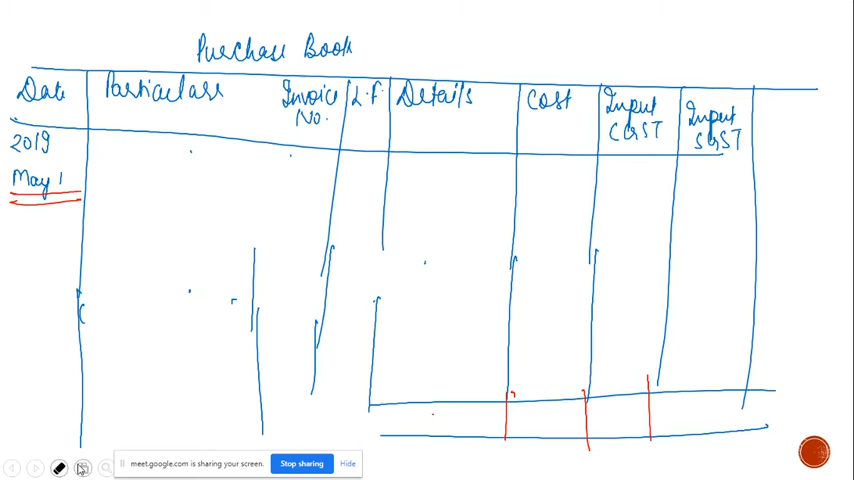 Purchase Book
Date Particulars Invoice No. L.F. Details Cost Input CGST Input SGST
2019
May 1
meet.google.com is sharing your screen. Stop sharing Hide